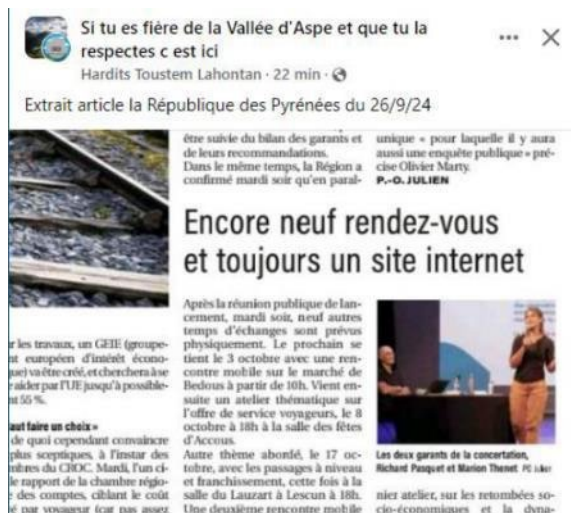 Si tu es fière de la Vallée d'Aspe et que tu la
respectes c est ici
Hardits Toustem Lahontan · 22 min ·
Extrait article la République des Pyrénées du 26/9/24
être suivie du bilan des garants et
de leurs recommandations.
Dans le même temps, la Région a
confirmé mardi soir qu'en paral-
unique « pour laquelle il y aura
aussi une enquête publique » pré-
cise Olivier Marty.
P.-O. JULIEN
Encore neuf rendez-vous
et toujours un site internet
r les travaux, un GEIE (groupe-
nt européen d'intérêt écono-
que) va être créé, et cherchera à se
aider par l'UE jusqu'à possible-
nt 55 %.
aut faire un choix »
de quoi cependant convaincre
plus sceptiques, à l'instar des
mbres du CROC. Mardi, l'un ci-
le rapport de la chambre régio-
des comptes, ciblant le coût
é par voyageur (car pas assez
Après la réunion publique de lan-
cement, mardi soir, neuf autres
temps d'échanges sont prévus
physiquement. Le prochain se
tient le 3 octobre avec une ren-
contre mobile sur le marché de
Bedous à partir de 10h. Vient en-
suite un atelier thématique sur
l'offre de service voyageurs, le 8
octobre à 18h à la salle des fêtes
d'Accous.
Autre thème abordé, le 17 oc-
tobre, avec les passages à niveau
et franchissement, cette fois à la
salle du Lauzart à Lescun à 18h.
Une deuxième rencontre mobile
Les deux garants de la concertation,
Richard Pasquet et Marion Thenet
nier atelier, sur les retombées so-
cio-économiques et la dyna-